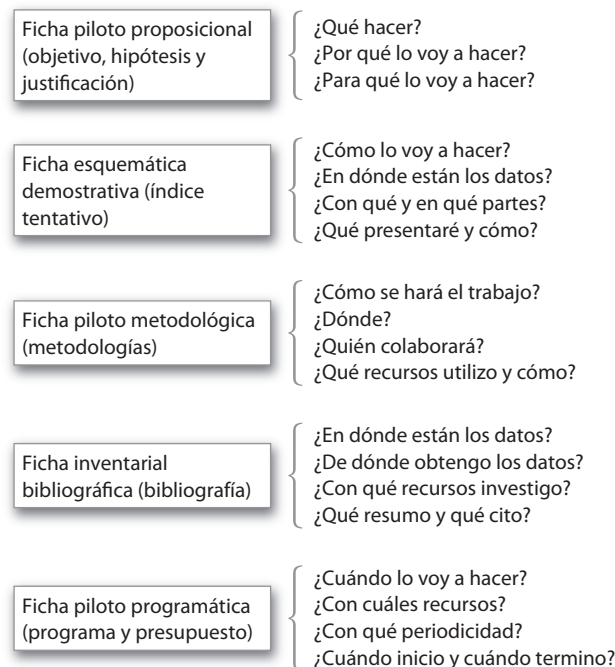 Ficha piloto proposicional
(objetivo, hipótesis y
justificación)
¿Qué hacer?
¿Por qué lo voy a hacer?
¿Para qué lo voy a hacer?
Ficha esquemática
demostrativa (índice
tentativo)
¿Cómo lo voy a hacer?
¿En dónde están los datos?
¿Con qué y en qué partes?
¿Qué presentaré y cómo?
Ficha piloto metodológica
(metodologías)
¿Cómo se hará el trabajo?
¿Dónde?
¿Quién colaborará?
¿Qué recursos utilizo y cómo?
Ficha inventarial
bibliográfica (bibliografía)
¿En dónde están los datos?
¿De dónde obtengo los datos?
¿Con qué recursos investigo?
¿Qué resumo y qué cito?
Ficha piloto programática
(programa y presupuesto)
¿Cuándo lo voy a hacer?
¿Con cuáles recursos?
¿Con qué periodicidad?
¿Cuándo inicio y cuándo termino?